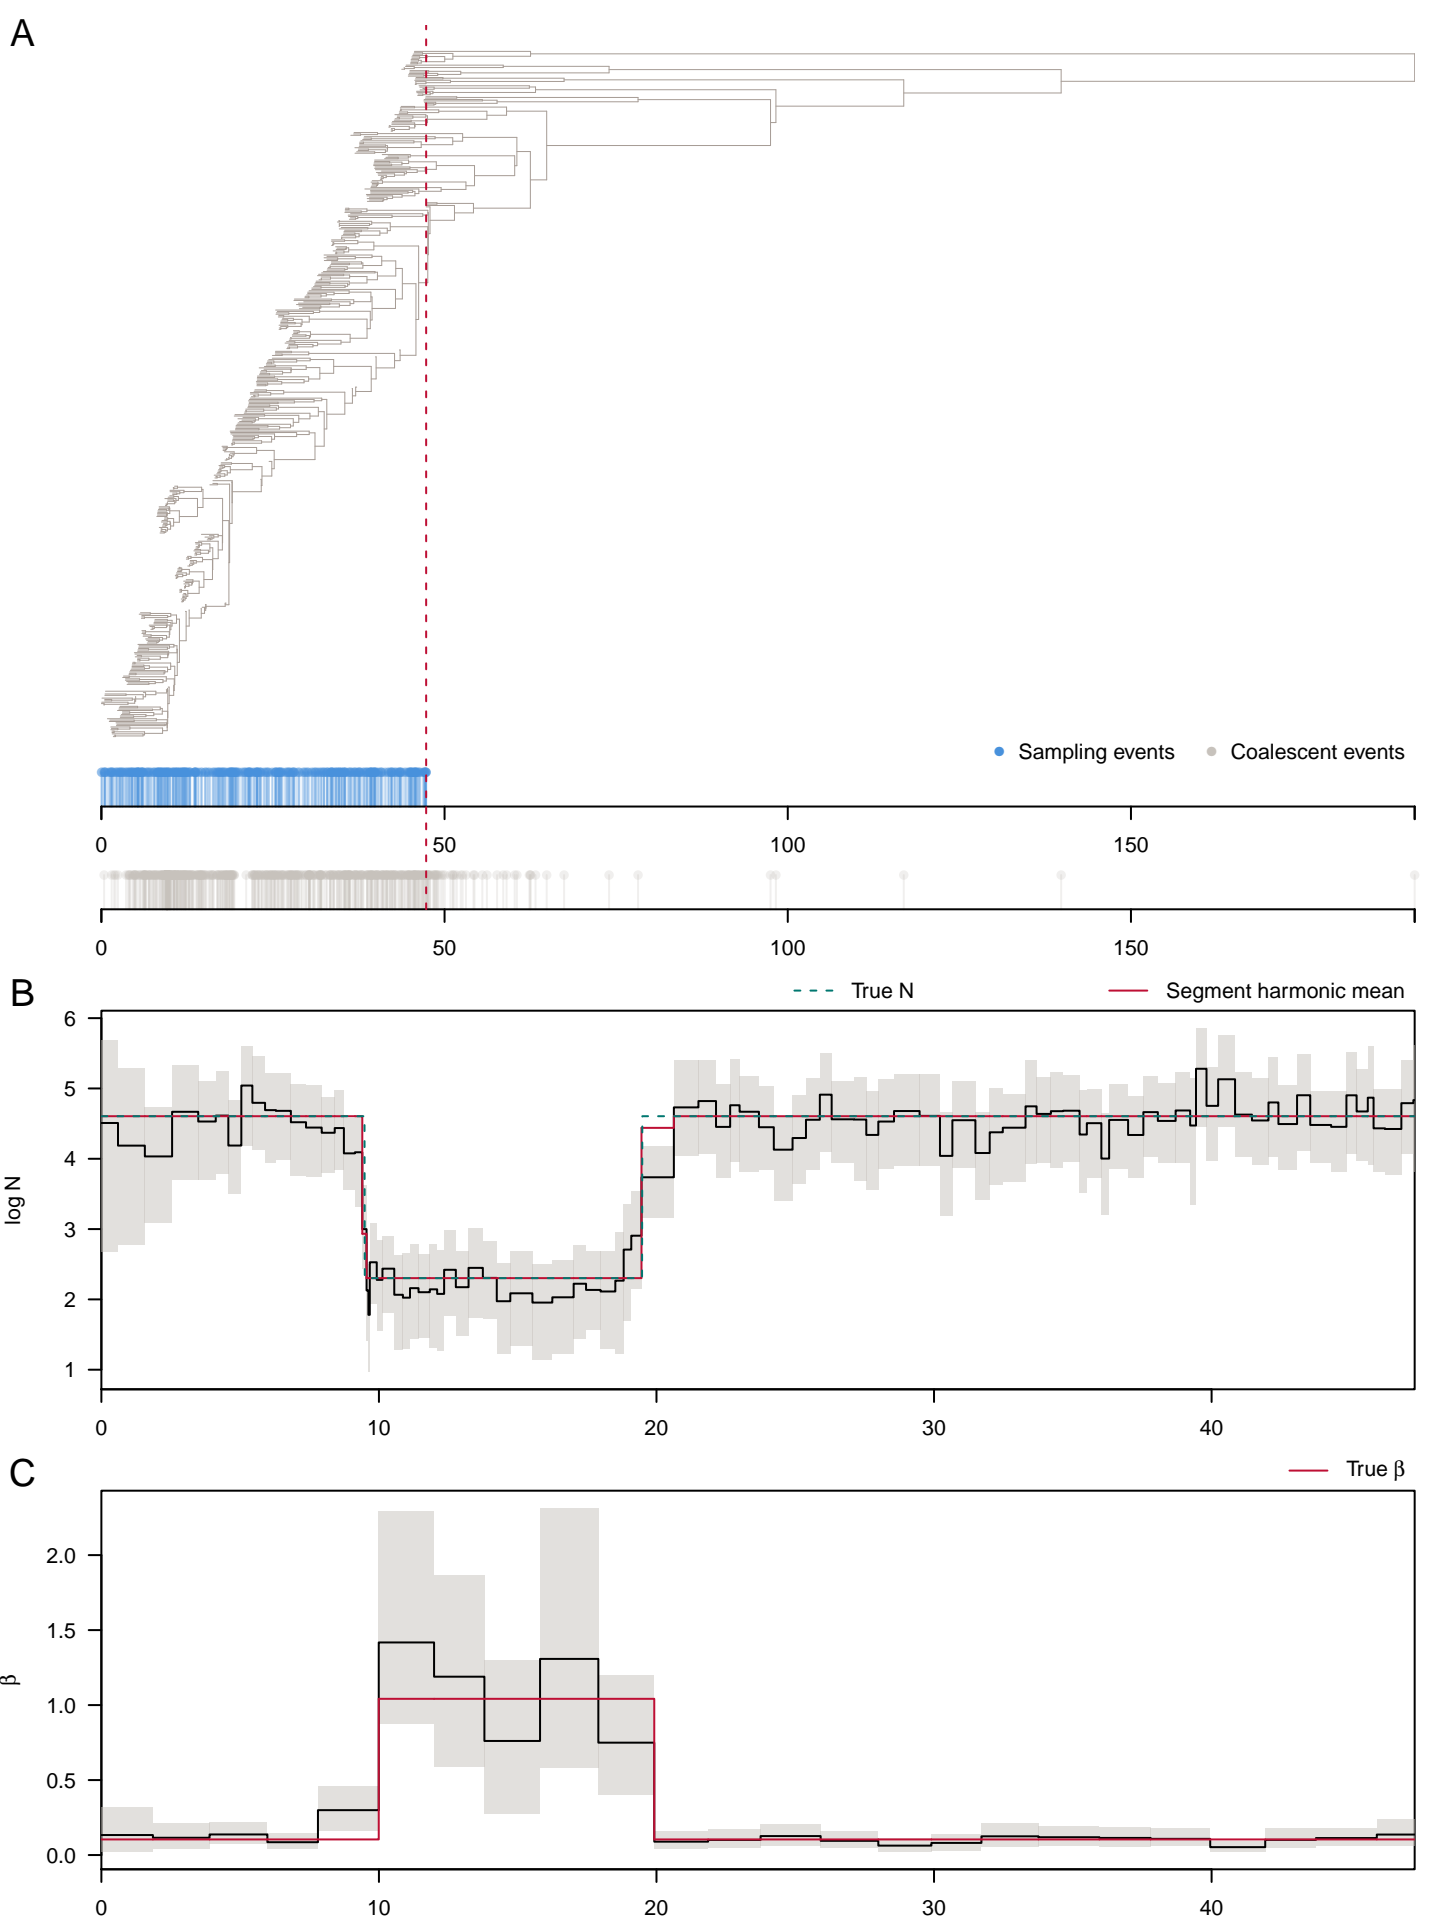 A
Sampling events Coalescent events
0 50 100 150
0 50 100 150
B
True N Segment harmonic mean
6
5
4
3
2
1
log N
0 10 20 30 40
C
True β
2.0
1.5
1.0
0.5
0.0
β
0 10 20 30 40